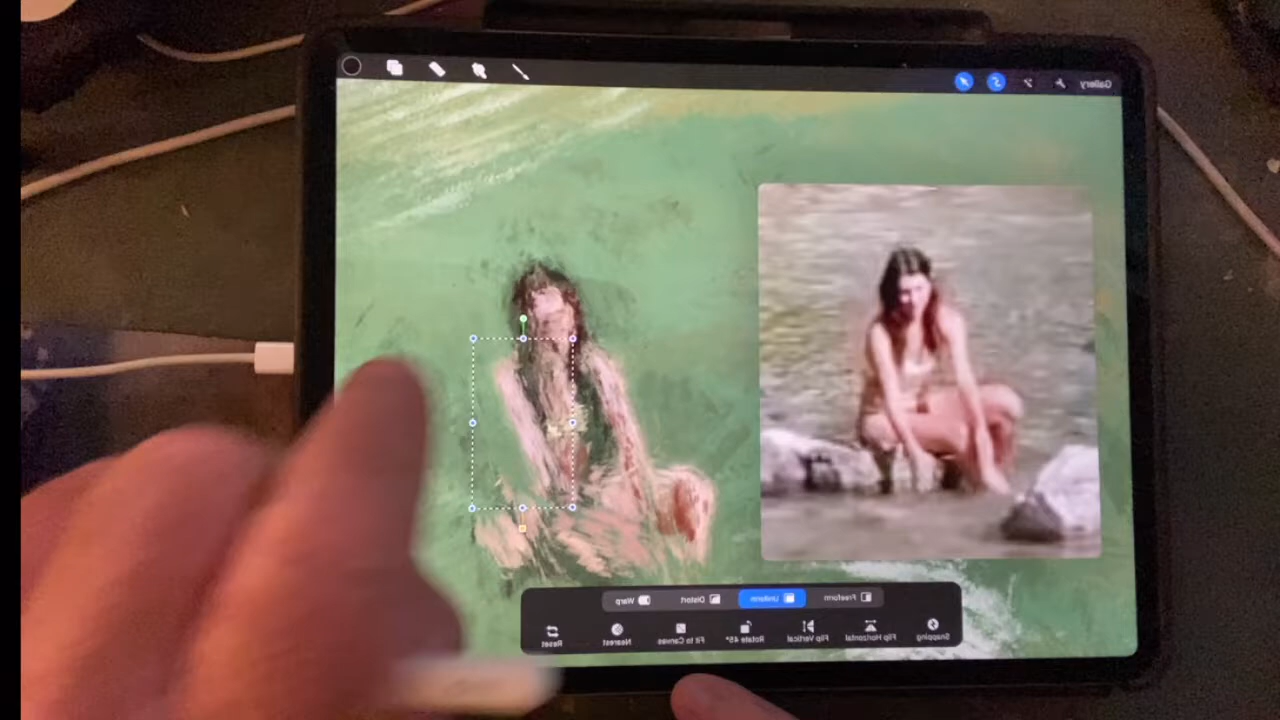 Gallery
Freeform
Uniform
Distort
Warp
Snapping
Flip Horizontal
Flip Vertical
Rotate 45°
Fit to Canvas
Nearest
Reset